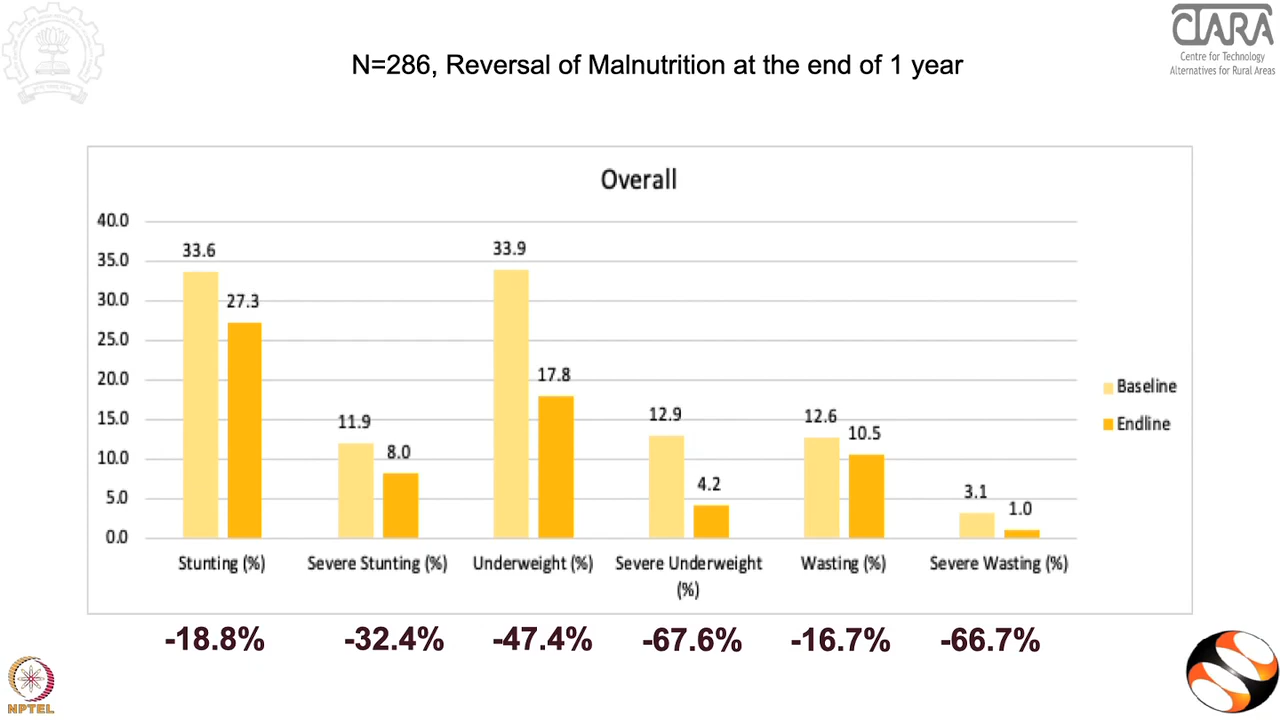 CTARA
Centre for Technology
Alternatives for Rural Areas
N=286, Reversal of Malnutrition at the end of 1 year
Overall
40.0
35.0
30.0
25.0
20.0
15.0
10.0
5.0
0.0
33.6
27.3
11.9
8.0
33.9
17.8
12.9
4.2
12.6
10.5
3.1
1.0
Stunting (%)
Severe Stunting (%)
Underweight (%)
Severe Underweight
(%)
Wasting (%)
Severe Wasting (%)
Baseline
Endline
-18.8%
-32.4%
-47.4%
-67.6%
-16.7%
-66.7%
NPTEL